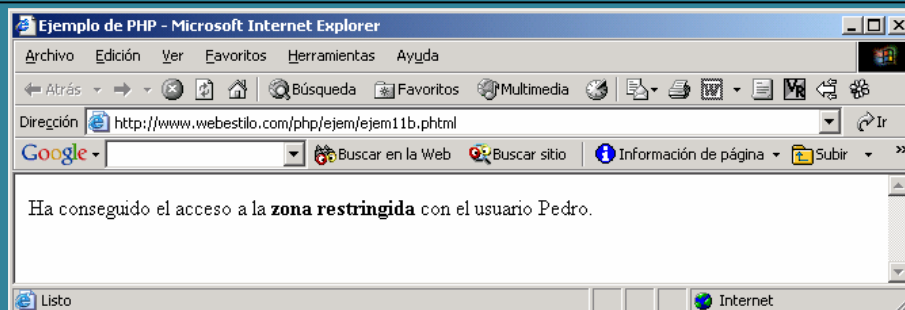 Ejemplo de PHP - Microsoft Internet Explorer
Archivo Edición Ver Favoritos Herramientas Ayuda
Atrás Búsqueda Favoritos Multimedia
Dirección http://www.webestilo.com/php/ejem/ejem11b.phtml Ir
Google Buscar en la Web Buscar sitio Información de página Subir »
Ha conseguido el acceso a la zona restringida con el usuario Pedro.
Listo Internet